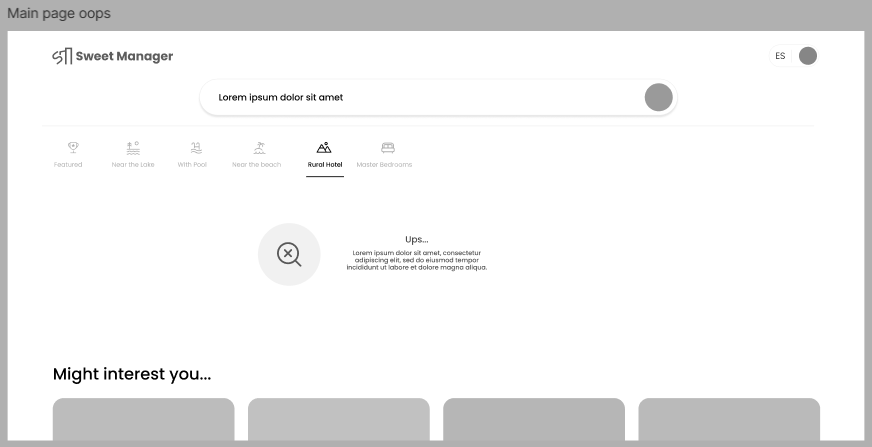 Main page oops
Sweet Manager
ES
Lorem ipsum dolor sit amet
Featured
Near the Lake
With Pool
Near the beach
Rural Hotel
Master Bedrooms
Ups...
Lorem ipsum dolor sit amet, consectetur
adipiscing elit, sed do eiusmod tempor
incididunt ut labore et dolore magna aliqua.
Might interest you...